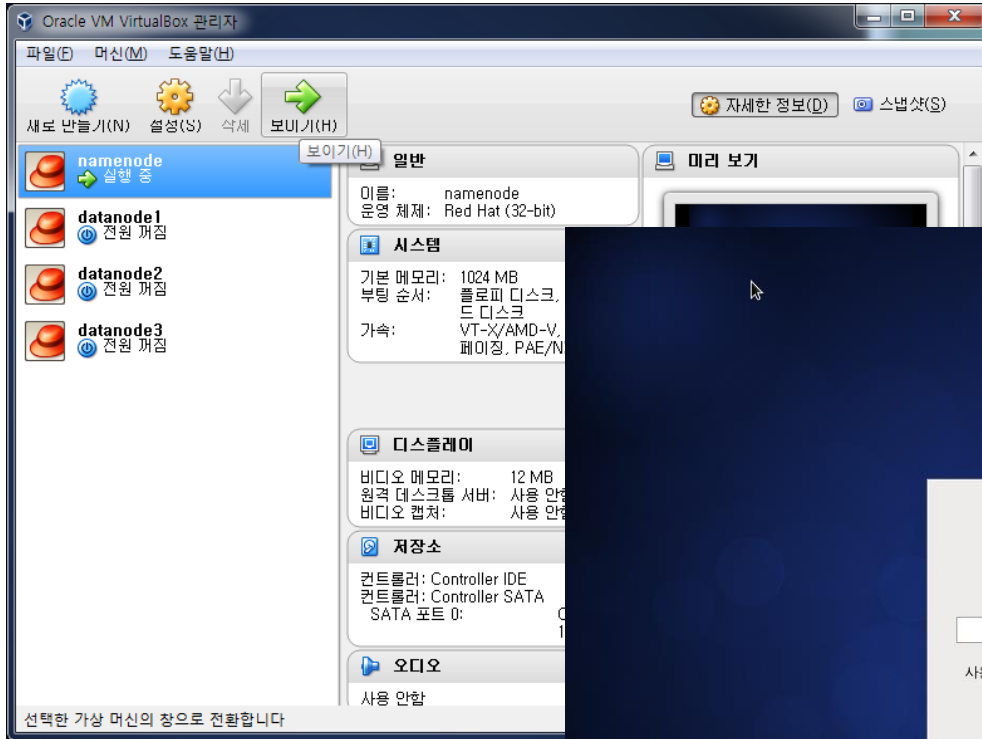 Oracle VM VirtualBox 관리자
파일(F) 머신(M) 도움말(H)
새로 만들기(N) 설정(S) 삭제 보이기(H)
자세한 정보(D) 스냅샷(S)
보이기(H)
namenode
실행 중
datanode1
전원 꺼짐
datanode2
전원 꺼짐
datanode3
전원 꺼짐
일반
이름: namenode
운영 체제: Red Hat (32-bit)
미리 보기
시스템
기본 메모리: 1024 MB
부팅 순서: 플로피 디스크,
드 디스크
가속: VT-X/AMD-V,
페이징, PAE/N
디스플레이
비디오 메모리: 12 MB
원격 데스크톱 서버: 사용 안
비디오 캡처: 사용 안
저장소
컨트롤러: Controller IDE
컨트롤러: Controller SATA
SATA 포트 0:
오디오
사용 안함
선택한 가상 머신의 창으로 전환합니다